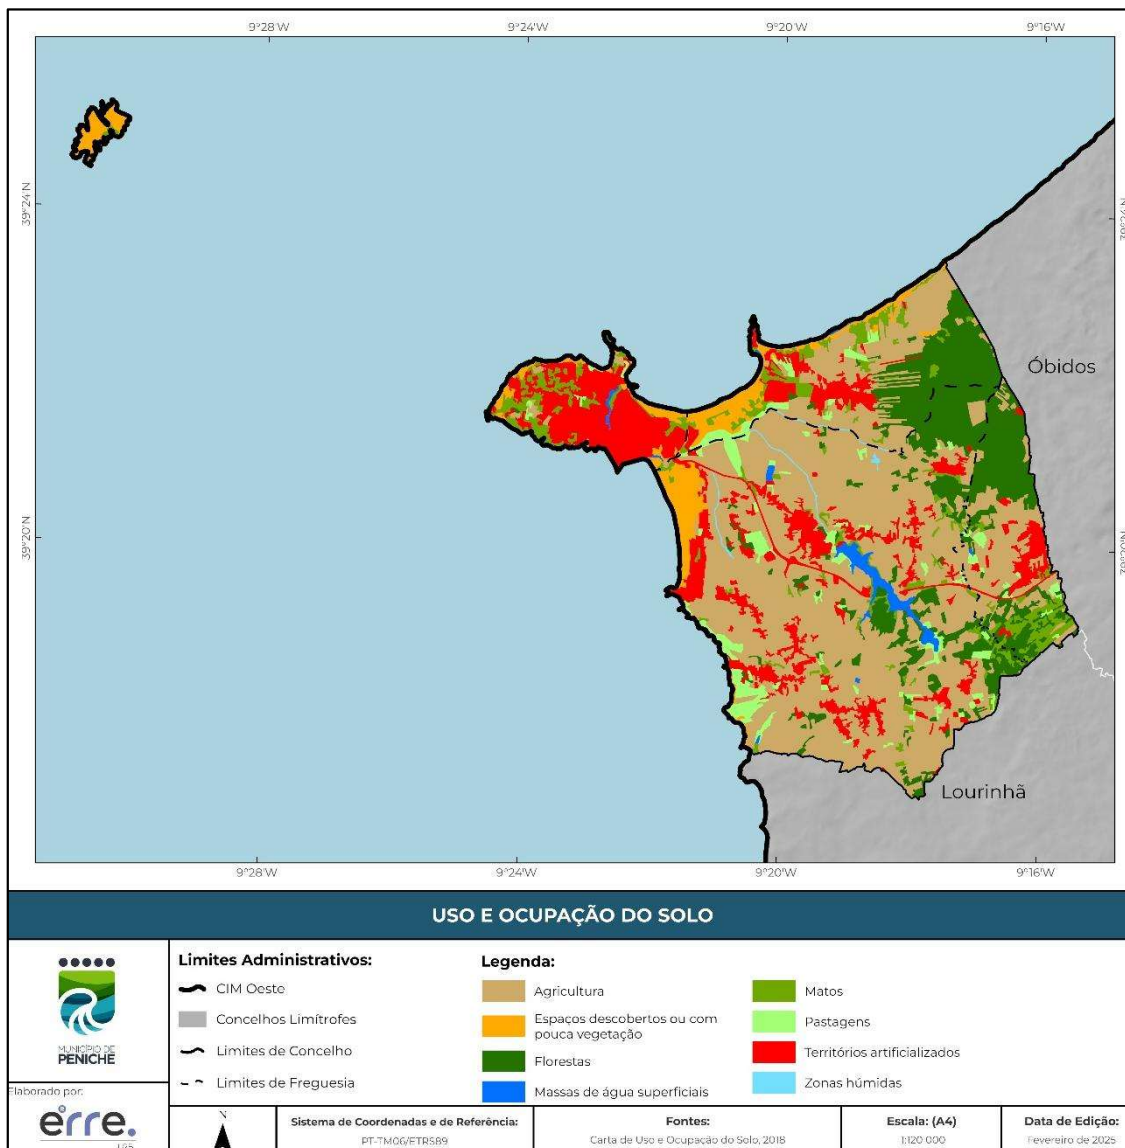 9°28'W 9°24'W 9°20'W 9°16'W
39°24'N
Óbidos
39°20'N
Lourinhã
9°28'W 9°24'W 9°20'W 9°16'W
USO E OCUPAÇÃO DO SOLO
MUNICÍPIO DE
PENICHE
Elaborado por:
érre.
Limites Administrativos:
CIM Oeste
Concelhos Limítrofes
Limites de Concelho
Limites de Freguesia
Legenda:
Agricultura
Espaços descobertos ou com
pouca vegetação
Florestas
Massas de água superficiais
Matos
Pastagens
Territórios artificializados
Zonas húmidas
N
Sistema de Coordenadas e de Referência:
PT-TM06/ETRS89
Fontes:
Carta de Uso e Ocupação do Solo, 2018
Escala: (A4)
1:120 000
Data de Edição:
Fevereiro de 2025